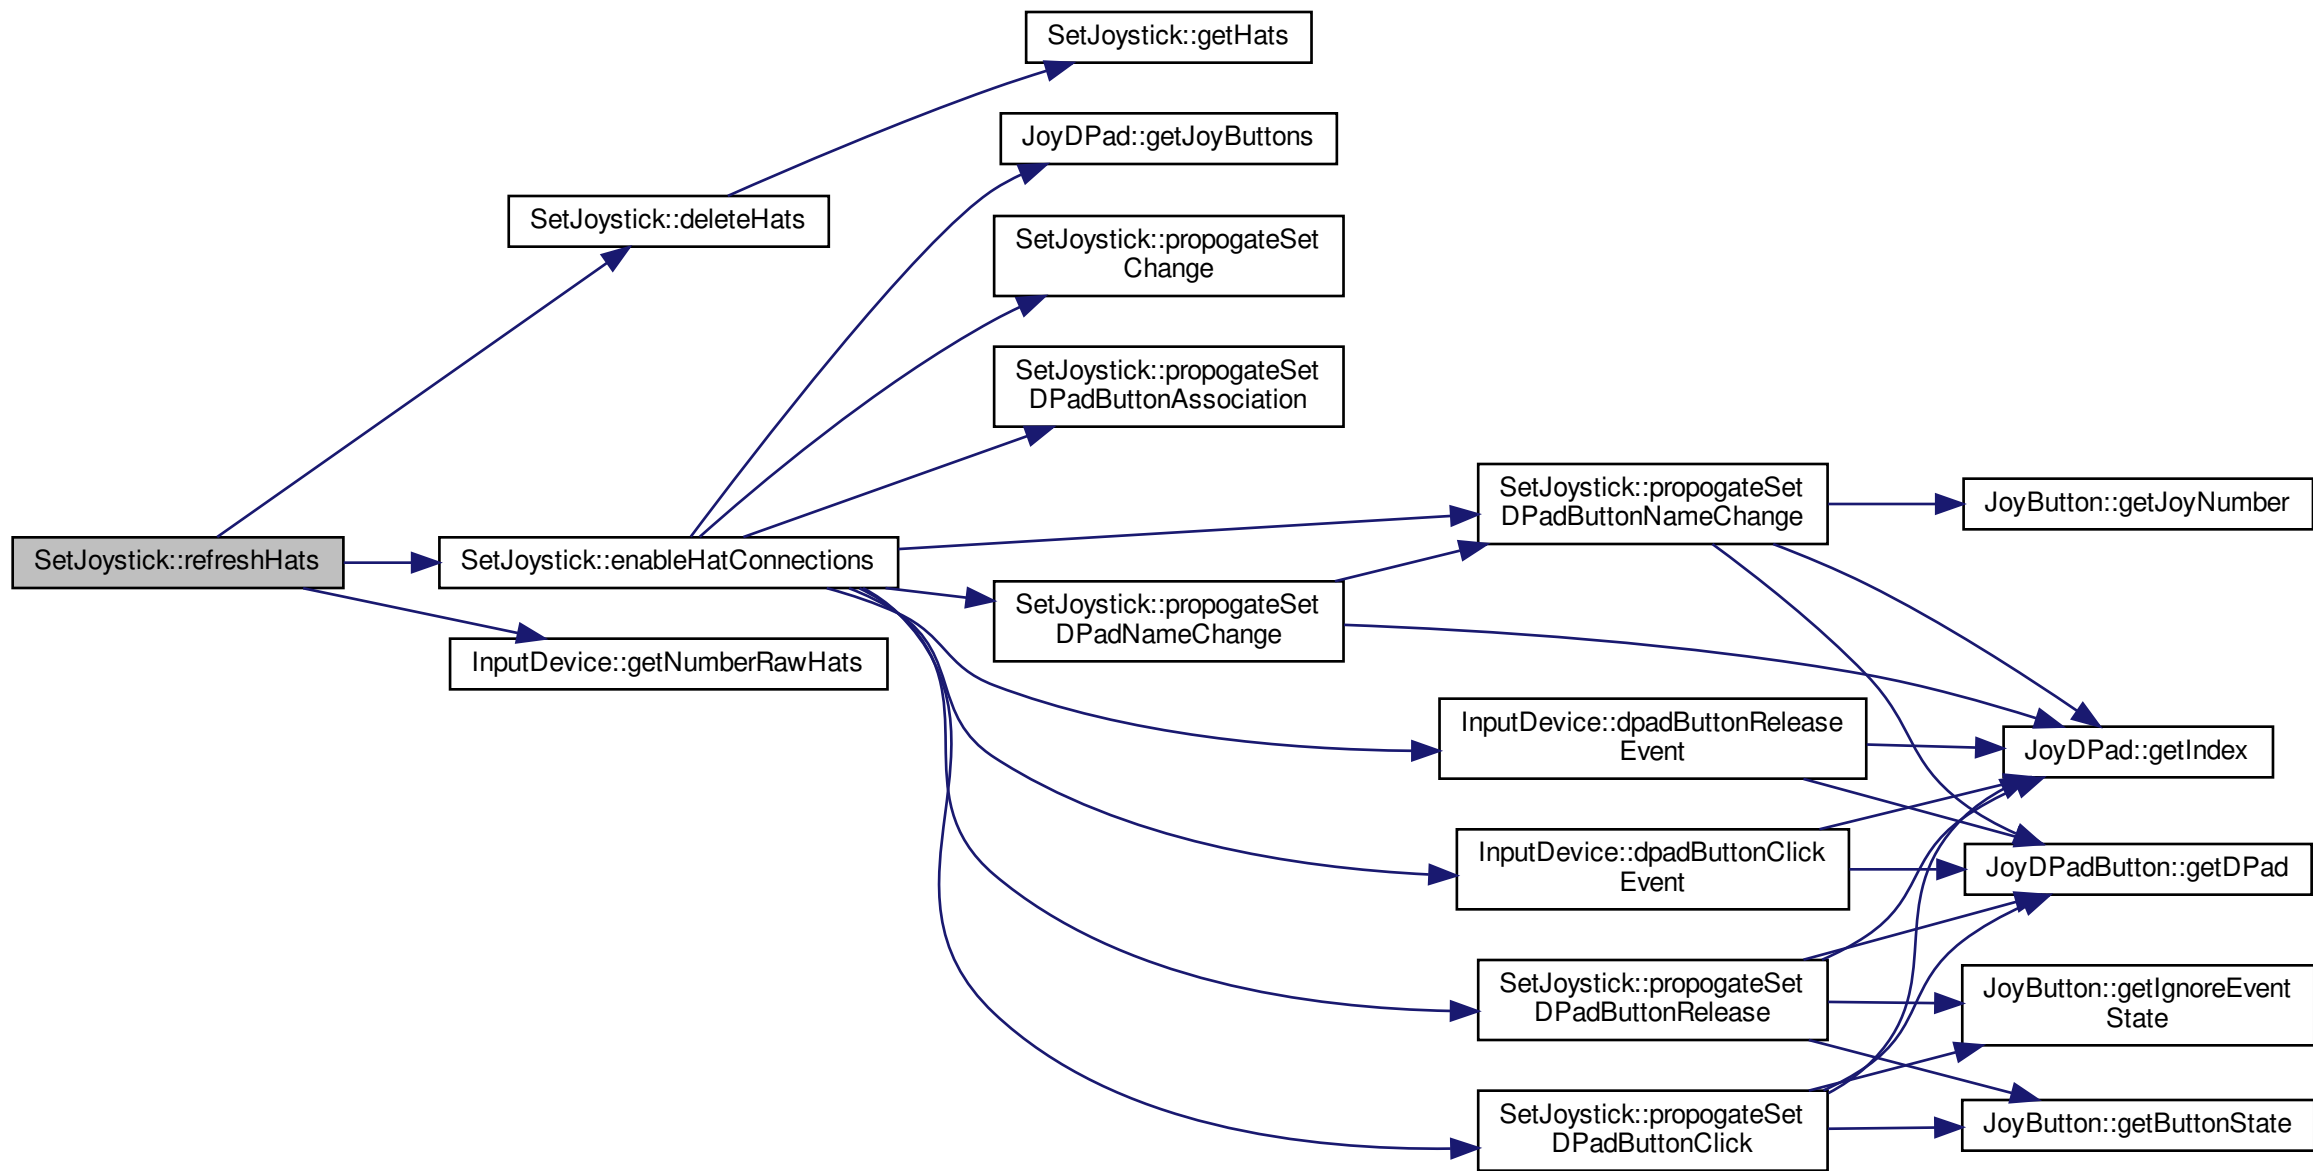 SetJoystick::getHats
JoyDPad::getJoyButtons
SetJoystick::deleteHats
SetJoystick::propogateSet
Change
SetJoystick::propogateSet
DPadButtonAssociation
SetJoystick::propogateSet
DPadButtonNameChange
JoyButton::getJoyNumber
SetJoystick::refreshHats
SetJoystick::enableHatConnections
SetJoystick::propogateSet
DPadNameChange
InputDevice::getNumberRawHats
InputDevice::dpadButtonRelease
Event
JoyDPad::getIndex
InputDevice::dpadButtonClick
Event
JoyDPadButton::getDPad
SetJoystick::propogateSet
DPadButtonRelease
JoyButton::getIgnoreEvent
State
SetJoystick::propogateSet
DPadButtonClick
JoyButton::getButtonState